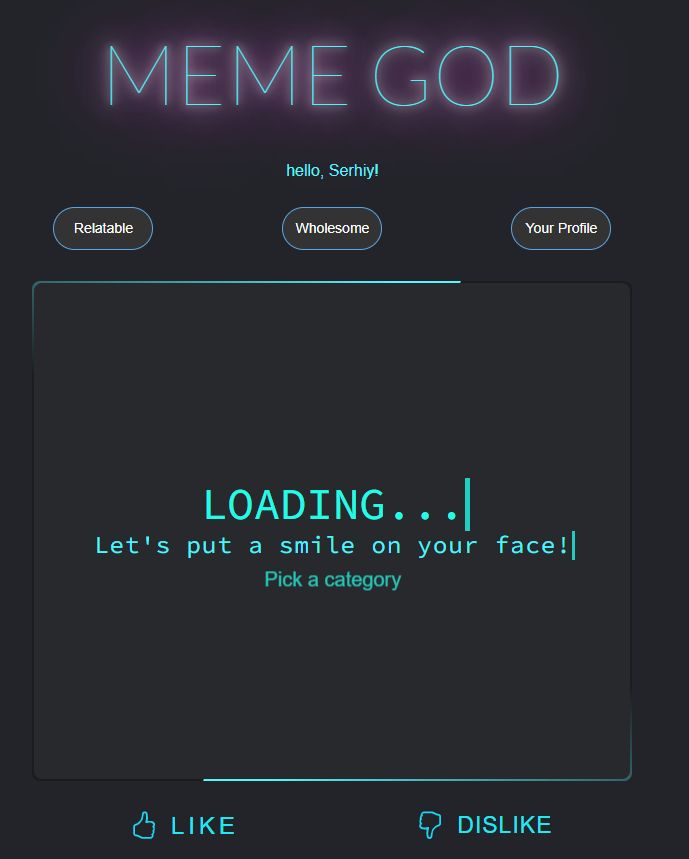 MEME GOD
hello, Serhiy!
Relatable Wholesome Your Profile
LOADING...
Let's put a smile on your face!
Pick a category
LIKE DISLIKE